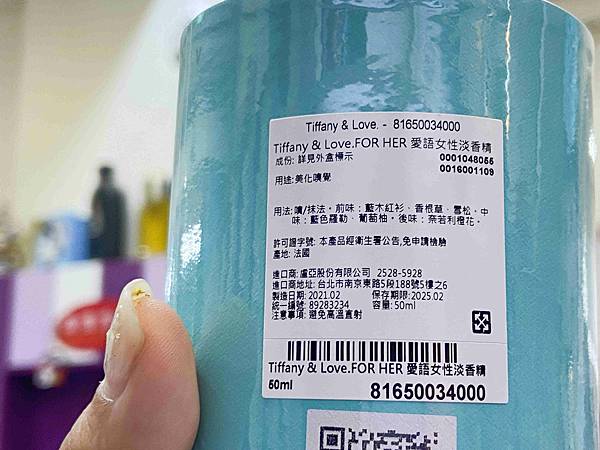 Tiffany & Love. - 81650034000
Tiffany & Love.FOR HER 愛語女性淡香精
成份: 詳見外盒標示 0001048055
0016001109
用途:美化嗅覺
用法:噴/抹法。前味：藍木紅衫、香根草、雪松。中
味：藍色羅勒、葡萄柚。後味：奈若利橙花。
許可證字號: 本產品經衛生署公告,免申請檢驗
產地: 法國
進口商:盧亞股份有限公司 2528-5928
進口商地址: 台北市南京東路5段188號5樓之6
製造日期:2021.02 保存期限:2025.02
統一編號: 89283234 容量:50ml
注意事項: 避免高溫直射
Tiffany & Love.FOR HER 愛語女性淡香精
50ml 81650034000